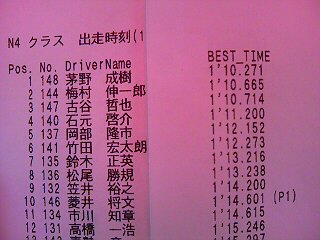 N4 クラス 出走時刻(1
Pos. No. DriverName BEST_TIME
1 148 茅野 成樹 1'10.271
2 144 梅村 伸一郎 1'10.665
3 147 古谷 哲也 1'10.714
4 140 石元 啓介 1'11.200
5 137 岡部 隆市 1'12.152
6 141 竹田 宏太朗 1'12.273
7 135 鈴木 正英 1'13.216
8 136 松尾 勝規 1'13.238
9 132 笠井 裕之 1'14.200
10 146 菱井 将文 1'14.601 (P1)
11 134 市川 知章 1'14.615
12 131 高橋 一浩 1'15.246